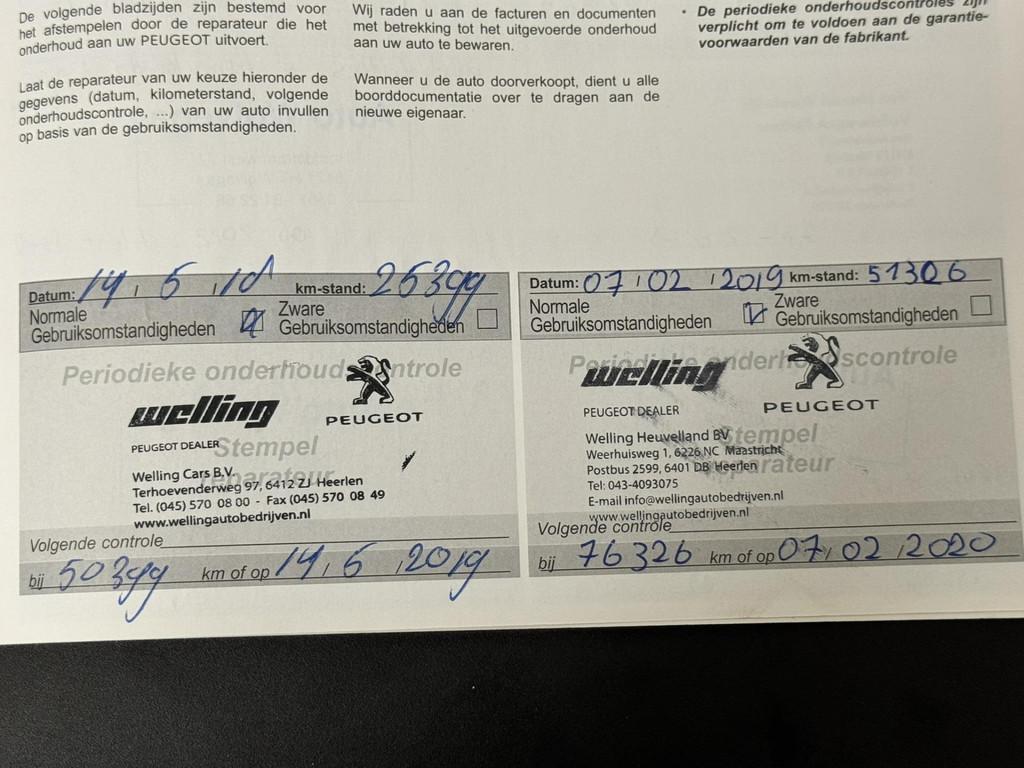 De volgende bladzijden zijn bestemd voor
het afstempelen door de reparateur die het
onderhoud aan uw PEUGEOT uitvoert.
Laat de reparateur van uw keuze hieronder de
gegevens (datum, kilometerstand, volgende
onderhoudscontrole, ...) van uw auto invullen
op basis van de gebruiksomstandigheden.
Wij raden u aan de facturen en documenten
met betrekking tot het uitgevoerde onderhoud
aan uw auto te bewaren.
Wanneer u de auto doorverkoopt, dient u alle
boorddocumentatie over te dragen aan de
nieuwe eigenaar.
• De periodieke onderhoudscontroles zijn
verplicht om te voldoen aan de garantie-
voorwaarden van de fabrikant.
Datum: 14 / 6 / km-stand: 25399
Normale Gebruiksomstandigheden
Zware Gebruiksomstandigheden
Periodieke onderhoudscontrole
welling
PEUGEOT
PEUGEOT DEALER
Stempel
reparateur
Welling Cars B.V.
Terhoevenderweg 97, 6412 ZJ Heerlen
Tel. (045) 570 08 00 - Fax (045) 570 08 49
www.wellingautobedrijven.nl
Volgende controle
bij 50399 km of op 14 / 6 / 2019
Datum: 07 / 02 / 2019 km-stand: 51326
Normale Gebruiksomstandigheden
Zware Gebruiksomstandigheden
Periodieke onderhoudscontrole
welling
PEUGEOT
PEUGEOT DEALER
Stempel
reparateur
Welling Heuvelland BV
Weerhuisweg 1, 6226 NC Maastricht
Postbus 2599, 6401 DB Heerlen
Tel: 043-4093075
E-mail info@wellingautobedrijven.nl
www.wellingautobedrijven.nl
Volgende controle
bij 76326 km of op 07 / 02 / 2020